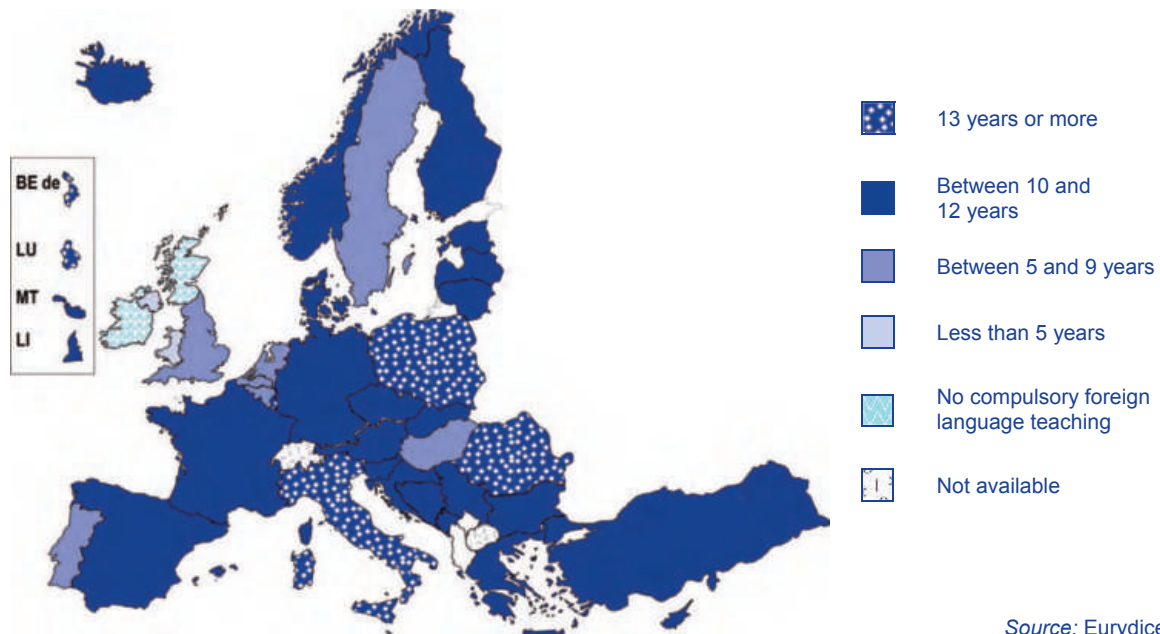 BE de
LU
MT
LI
13 years or more
Between 10 and
12 years
Between 5 and 9 years
Less than 5 years
No compulsory foreign
language teaching
Not available
Source: Eurydice